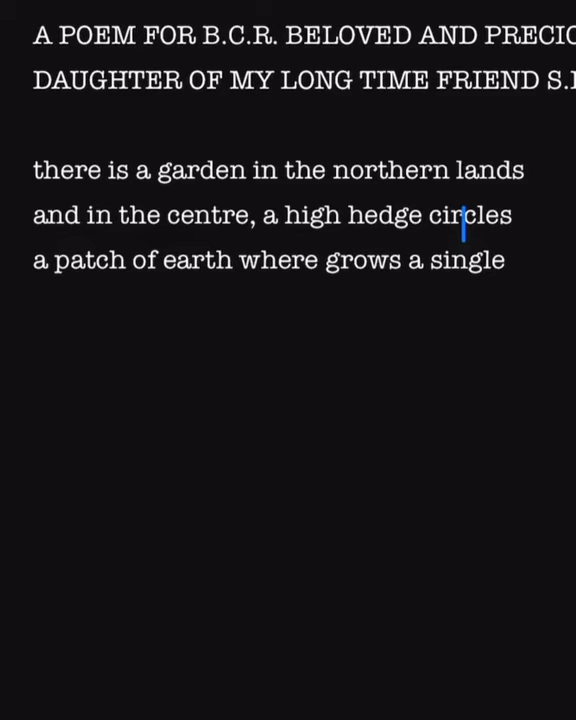 A POEM FOR B.C.R. BELOVED AND
DAUGHTER OF MY LONG TIME FRIEND
there is a garden in the northern lands
and in the centre, a high hedge circles
a patch of earth where grows a single